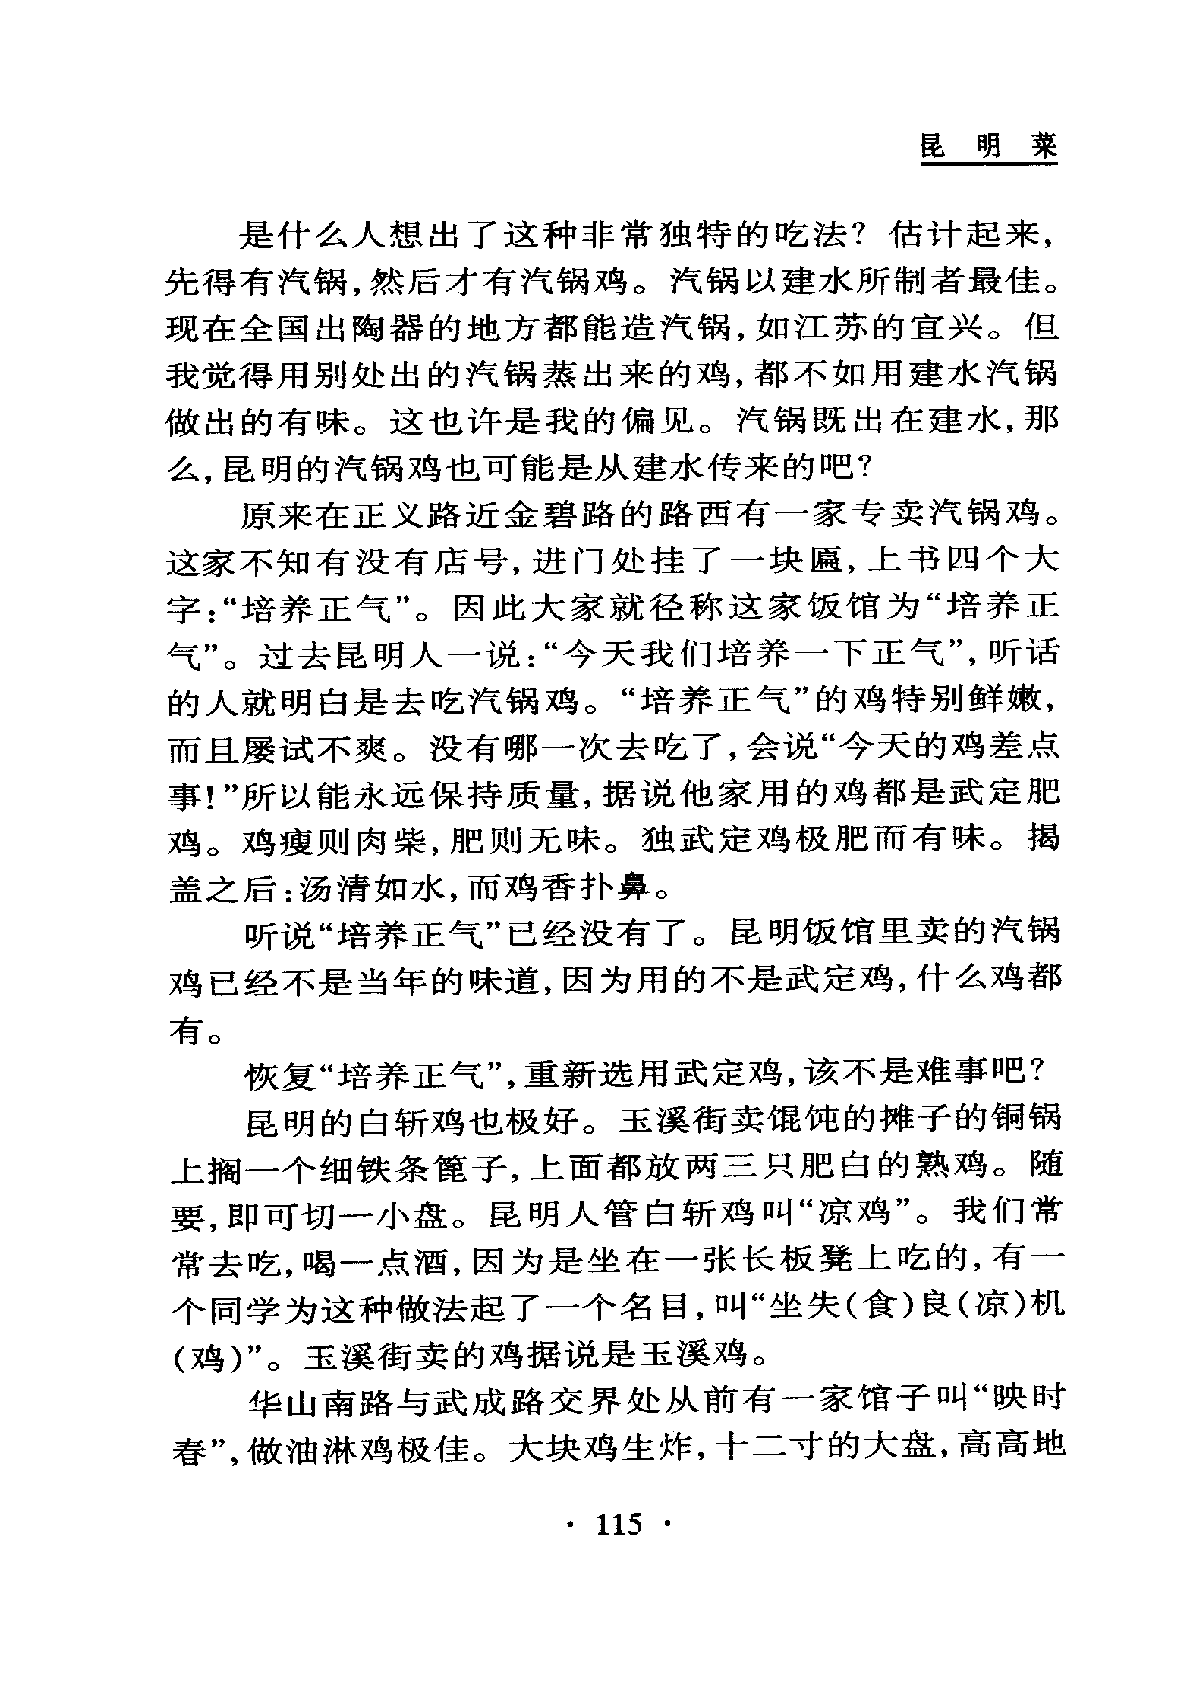 昆明菜
是什么人想出了这种非常独特的吃法？估计起来，
先得有汽锅，然后才有汽锅鸡。汽锅以建水所制者最佳。
现在全国出陶器的地方都能造汽锅，如江苏的宜兴。但
我觉得用别处出的汽锅蒸出来的鸡，都不如用建水汽锅
做出的有味。这也许是我的偏见。汽锅既出在建水，那
么，昆明的汽锅鸡也可能是从建水传来的吧？
原来在正义路近金碧路的路西有一家专卖汽锅鸡。
这家不知有没有店号，进门处挂了一块匾，上书四个大
字：“培养正气”。因此大家就径称这家饭馆为“培养正
气”。过去昆明人一说：“今天我们培养一下正气”，听话
的人就明白是去吃汽锅鸡。“培养正气”的鸡特别鲜嫩，
而且屡试不爽。没有哪一次去吃了，会说“今天的鸡差点
事！”所以能永远保持质量，据说他家用的鸡都是武定肥
鸡。鸡瘦则肉柴，肥则无味。独武定鸡极肥而有味。揭
盖之后：汤清如水，而鸡香扑鼻。
听说“培养正气”已经没有了。昆明饭馆里卖的汽锅
鸡已经不是当年的味道，因为用的不是武定鸡，什么鸡都
有。
恢复“培养正气”，重新选用武定鸡，该不是难事吧？
昆明的白斩鸡也极好。玉溪街卖馄饨的摊子的铜锅
上搁一个细铁条篦子，上面都放两三只肥白的熟鸡。随
要，即可切一小盘。昆明人管白斩鸡叫“凉鸡”。我们常
常去吃，喝一点酒，因为是坐在一张长板凳上吃的，有一
个同学为这种做法起了一个名目，叫“坐失（食）良（凉）机
（鸡）”。玉溪街卖的鸡据说是玉溪鸡。
华山南路与武成路交界处从前有一家馆子叫“映时
春”，做油淋鸡极佳。大块鸡生炸，十二寸的大盘，高高地
· 115 ·